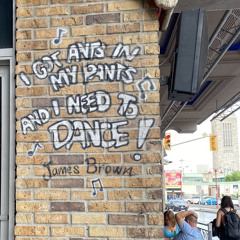 I GOT ANTS IN
MY PANTS
AND I NEED TO
DANCE!
James Brown